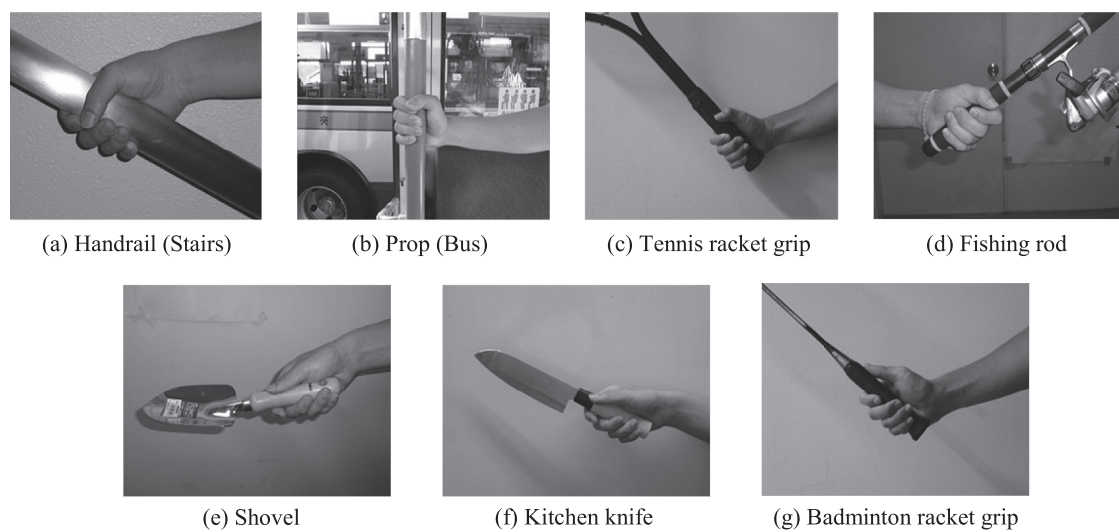 (a) Handrail (Stairs)
(b) Prop (Bus)
(c) Tennis racket grip
(d) Fishing rod
(e) Shovel
(f) Kitchen knife
(g) Badminton racket grip